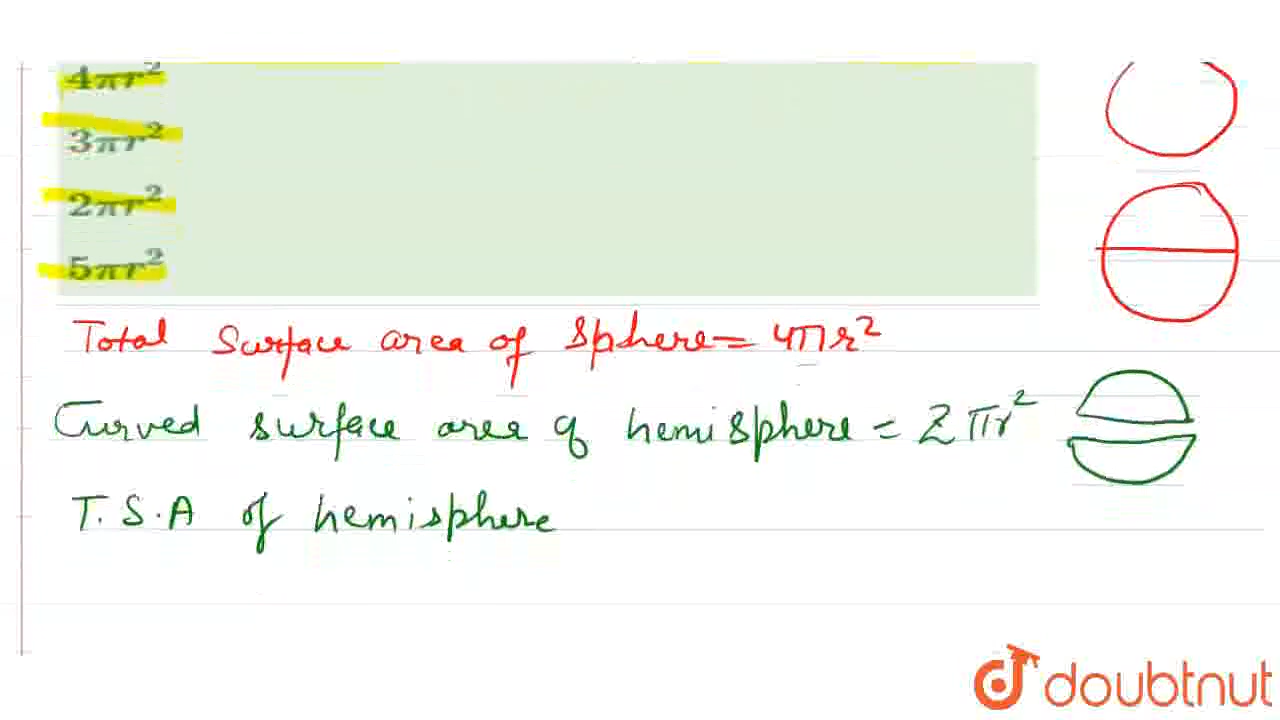 4πr²
3πr²
2πr²
5πr²
Total Surface area of Sphere = 4πr²
Curved surface area of hemisphere = 2πr²
T.S.A of hemisphere
doubtnut